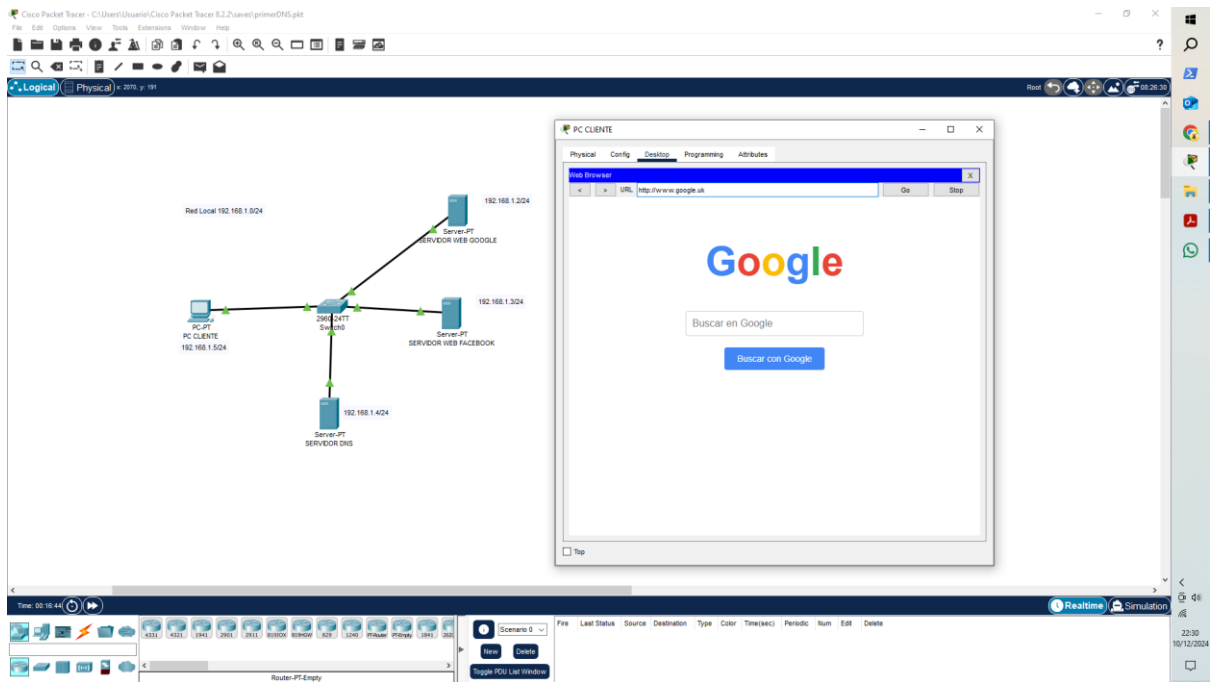 Cisco Packet Tracer - C:\Users\Usuario\Cisco Packet Tracer 8.2.2\saves\primerDNS.pkt
File Edit Options View Tools Extensions Window Help
?
Logical Physical x: 2070, y: 191
Root 08:26:30
PC CLIENTE
Physical Config Desktop Programming Attributes
Web Browser X
< > URL http://www.google.uk Go Stop
Google
Buscar en Google
Buscar con Google
Top
Red Local 192.168.1.0/24
192.168.1.2/24
Server-PT
SERVIDOR WEB GOOGLE
192.168.1.3/24
Server-PT
SERVIDOR WEB FACEBOOK
2960-24TT
Switch0
PC-PT
PC CLIENTE
192.168.1.5/24
192.168.1.4/24
Server-PT
SERVIDOR DNS
Time: 00:16:44
Realtime Simulation
4331 4321 1941 2901 2911 819IOX 819HGW 829 1240 PT-Router PT-Empty 1841
Router-PT-Empty
Scenario 0
New Delete
Toggle PDU List Window
Fire Last Status Source Destination Type Color Time(sec) Periodic Num Edit Delete
22:30
10/12/2024